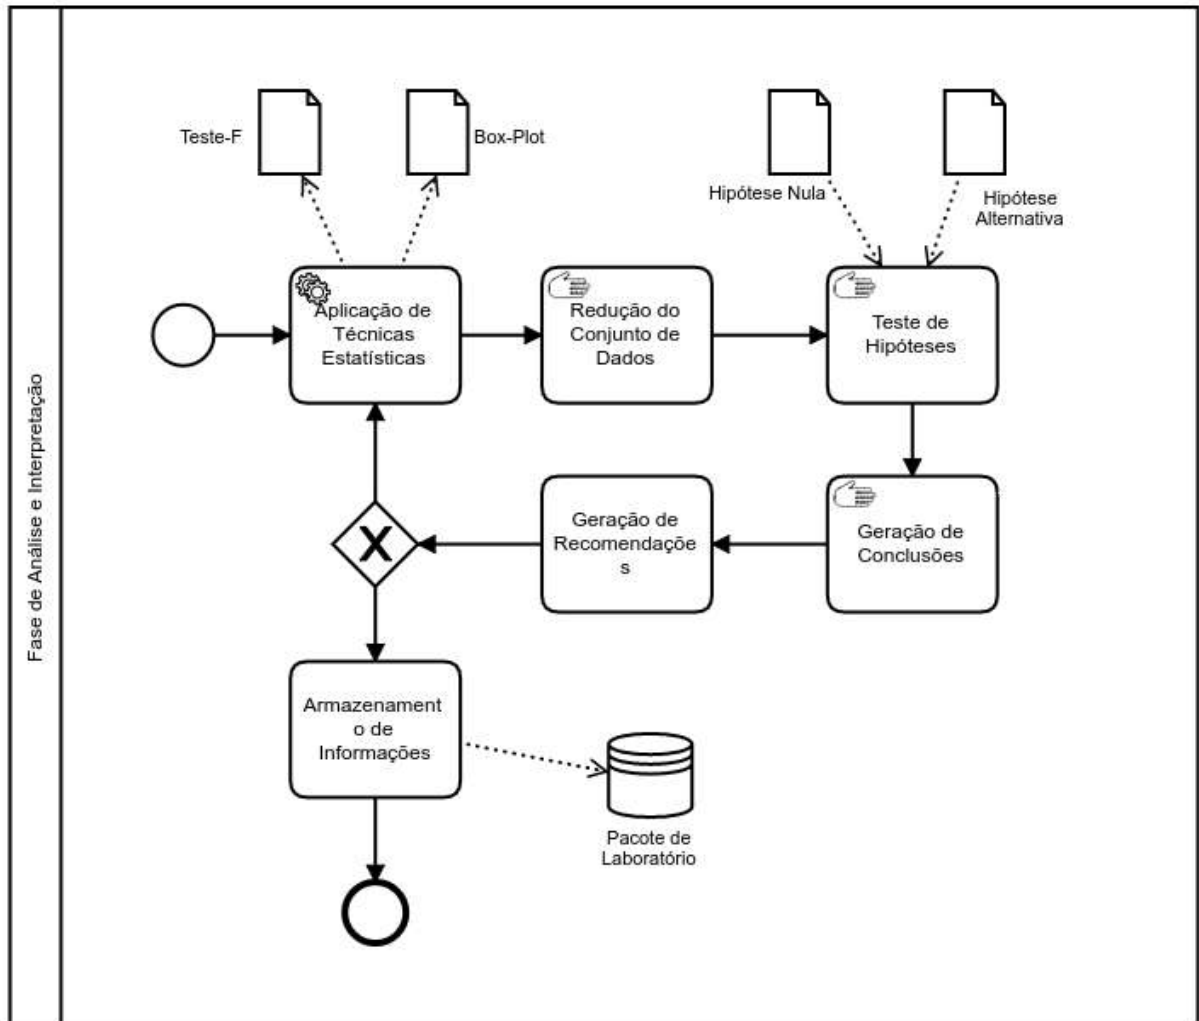 Fase de Análise e Interpretação
Teste-F
Box-Plot
Hipótese Nula
Hipótese
Alternativa
Aplicação de
Técnicas
Estatísticas
Redução do
Conjunto de
Dados
Teste de
Hipóteses
Geração de
Recomendaçõe
s
Geração de
Conclusões
X
Armazenament
o de
Informações
Pacote de
Laboratório